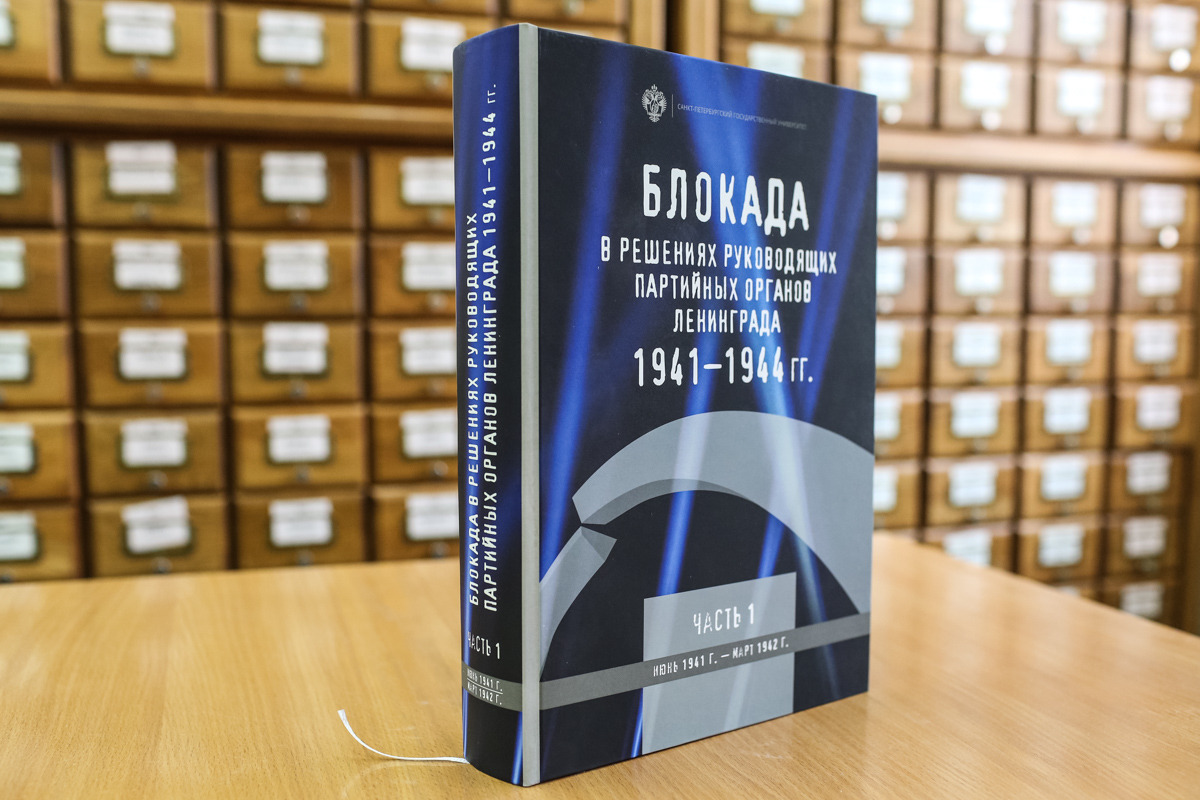 САНКТ-ПЕТЕРБУРГСКИЙ ГОСУДАРСТВЕННЫЙ УНИВЕРСИТЕТ
БЛОКАДА
В РЕШЕНИЯХ РУКОВОДЯЩИХ
ПАРТИЙНЫХ ОРГАНОВ
ЛЕНИНГРАДА
1941–1944 ГГ.
ЧАСТЬ 1
ИЮНЬ 1941 Г. — МАРТ 1942 Г.
БЛОКАДА В РЕШЕНИЯХ РУКОВОДЯЩИХ
ПАРТИЙНЫХ ОРГАНОВ ЛЕНИНГРАДА 1941–1944 ГГ.
ЧАСТЬ 1
ИЮНЬ 1941 Г.
МАРТ 1942 Г.